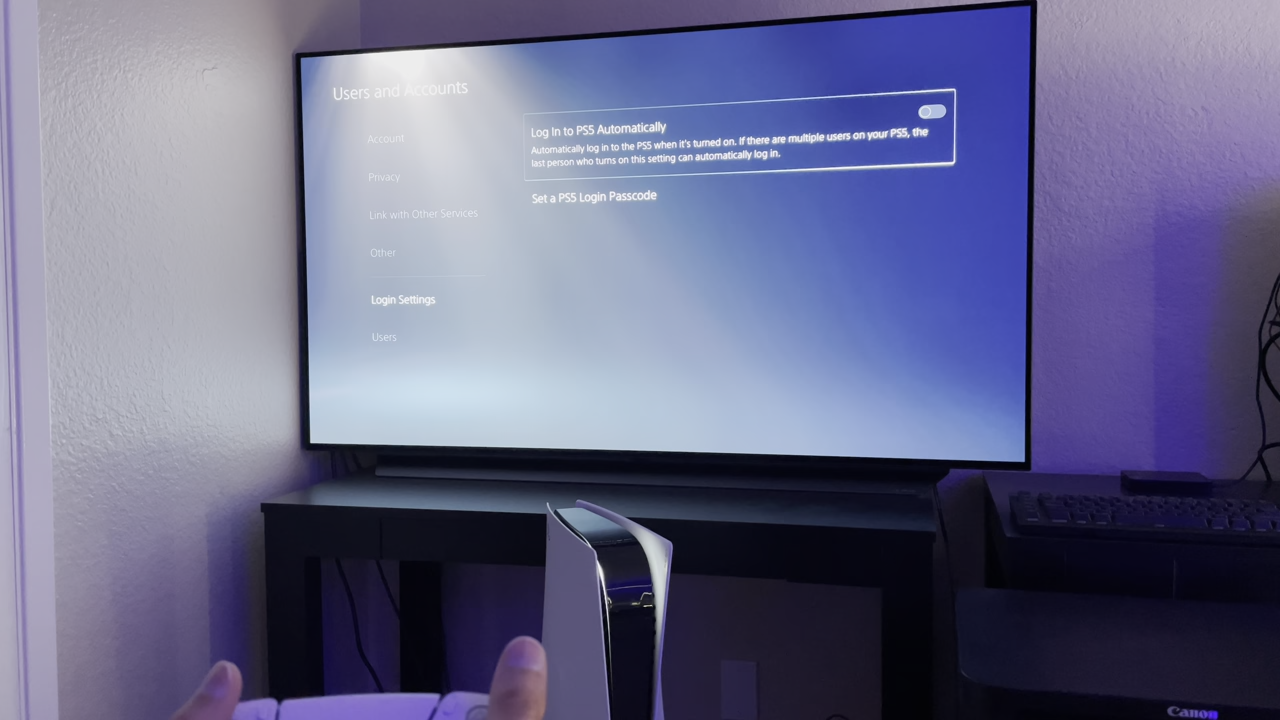 Users and Accounts
Account
Privacy
Link with Other Services
Other
Login Settings
Users
Log In to PS5 Automatically
Automatically log in to the PS5 when it's turned on. If there are multiple users on your PS5, the
last person who turns on this setting can automatically log in.
Set a PS5 Login Passcode
Canon